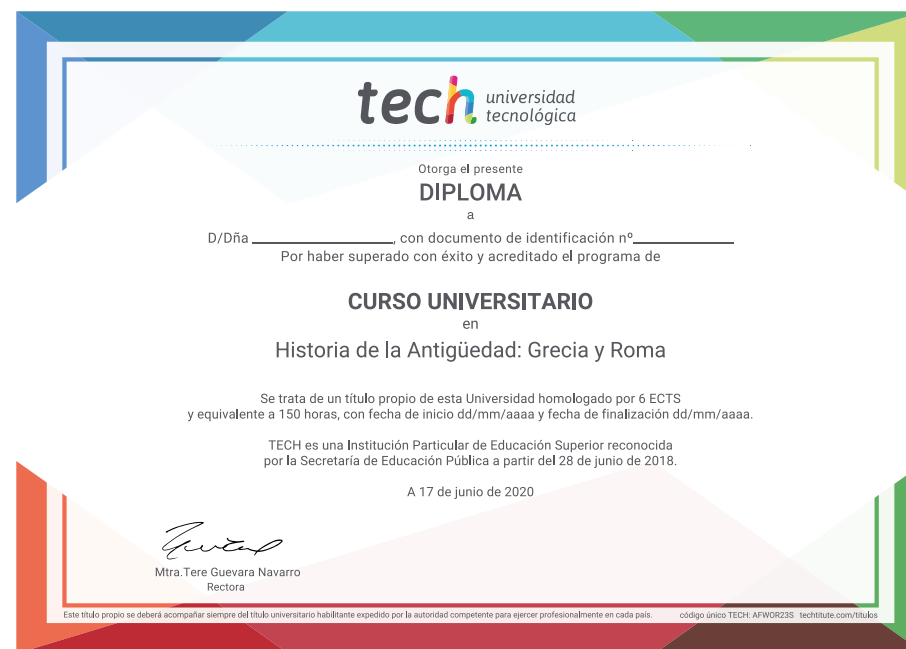 tech universidad
tecnológica
Otorga el presente
DIPLOMA
a
D/Dña ____________, con documento de identificación nº____________
Por haber superado con éxito y acreditado el programa de
CURSO UNIVERSITARIO
en
Historia de la Antigüedad: Grecia y Roma
Se trata de un título propio de esta Universidad homologado por 6 ECTS
y equivalente a 150 horas, con fecha de inicio dd/mm/aaaa y fecha de finalización dd/mm/aaaa.
TECH es una Institución Particular de Educación Superior reconocida
por la Secretaría de Educación Pública a partir del 28 de junio de 2018.
A 17 de junio de 2020
Mtra.Tere Guevara Navarro
Rectora
Este título propio se deberá acompañar siempre del título universitario habilitante expedido por la autoridad competente para ejercer profesionalmente en cada país. código único TECH: AFWOR23S techtitute.com/titulos